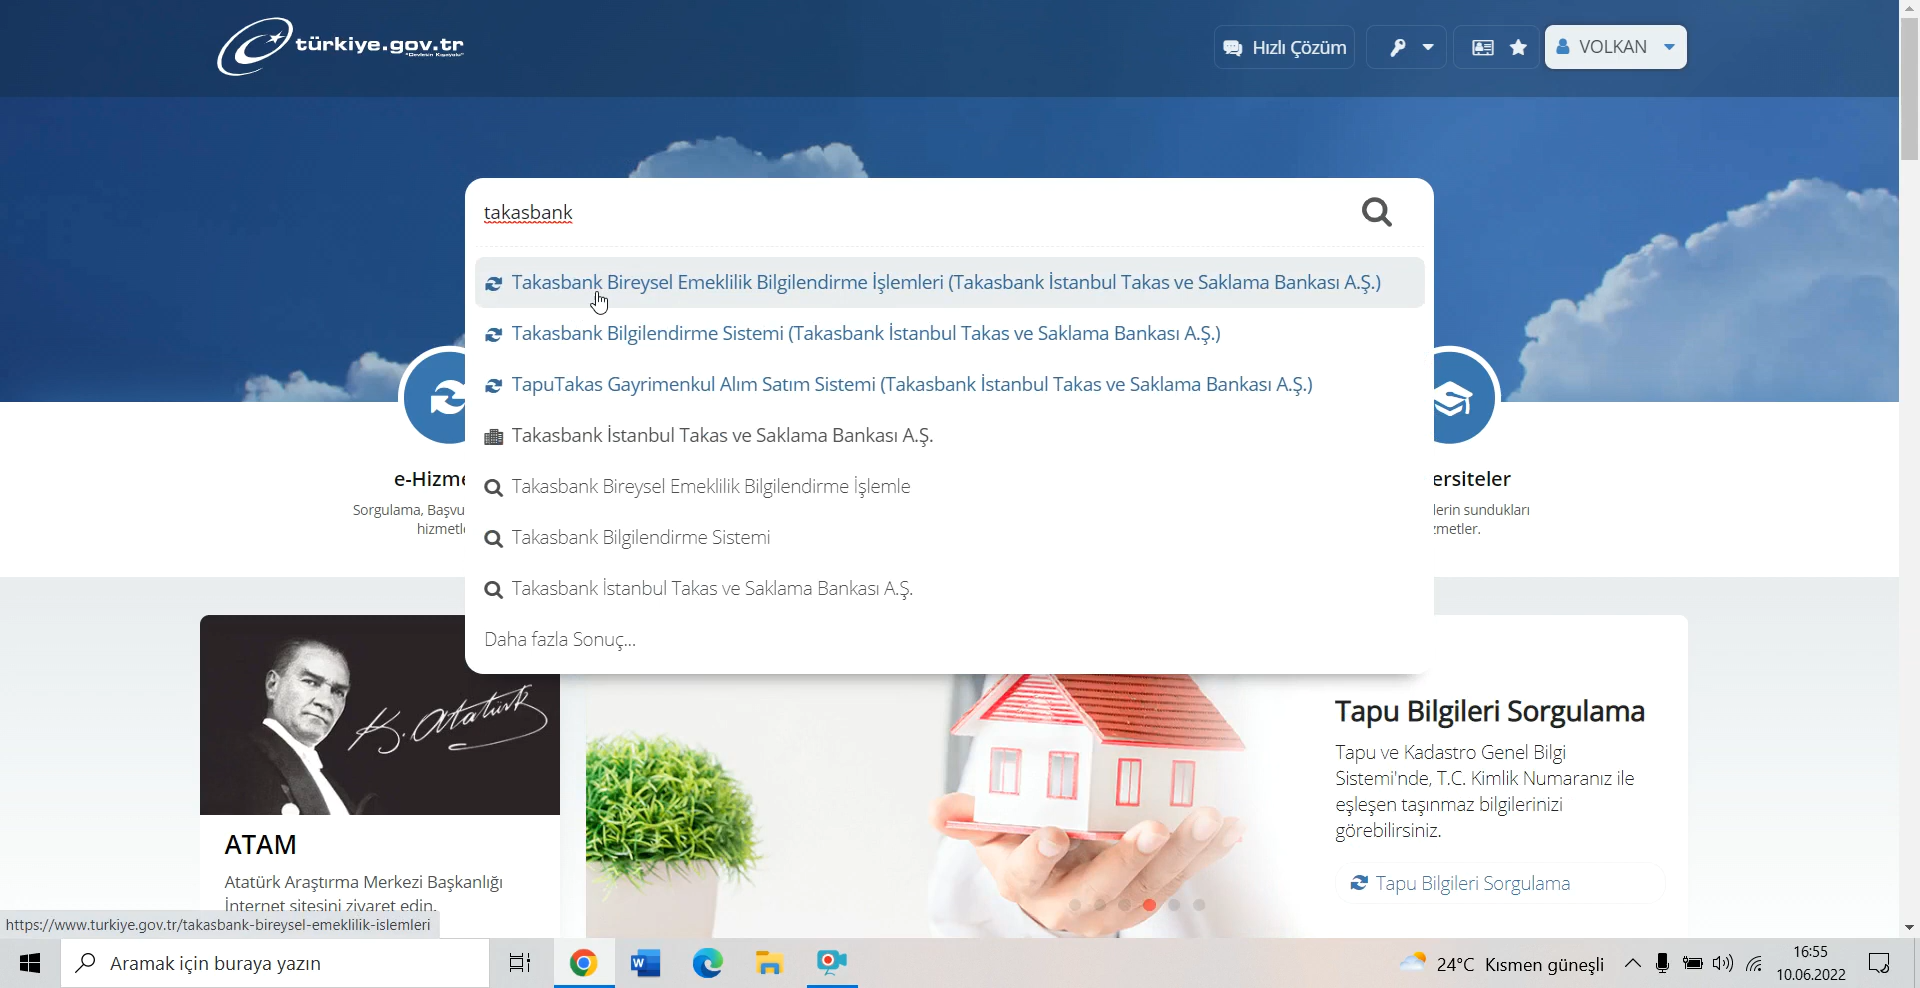 türkiye.gov.tr
"Devletin Kısayolu"
Hızlı Çözüm
VOLKAN
takasbank
Takasbank Bireysel Emeklilik Bilgilendirme İşlemleri (Takasbank İstanbul Takas ve Saklama Bankası A.Ş.)
Takasbank Bilgilendirme Sistemi (Takasbank İstanbul Takas ve Saklama Bankası A.Ş.)
TapuTakas Gayrimenkul Alım Satım Sistemi (Takasbank İstanbul Takas ve Saklama Bankası A.Ş.)
Takasbank İstanbul Takas ve Saklama Bankası A.Ş.
Takasbank Bireysel Emeklilik Bilgilendirme İşlemle
Takasbank Bilgilendirme Sistemi
Takasbank İstanbul Takas ve Saklama Bankası A.Ş.
Daha fazla Sonuç...
e-Hizme
Sorgulama, Başvu
hizmetle
ersiteler
lerin sundukları
zmetler.
K. Atatürk
ATAM
Atatürk Araştırma Merkezi Başkanlığı
İnternet sitesini ziyaret edin.
Tapu Bilgileri Sorgulama
Tapu ve Kadastro Genel Bilgi
Sistemi'nde, T.C. Kimlik Numaranız ile
eşleşen taşınmaz bilgilerinizi
görebilirsiniz.
Tapu Bilgileri Sorgulama
https://www.turkiye.gov.tr/takasbank-bireysel-emeklilik-islemleri
Aramak için buraya yazın
24°C Kısmen güneşli
16:55
10.06.2022